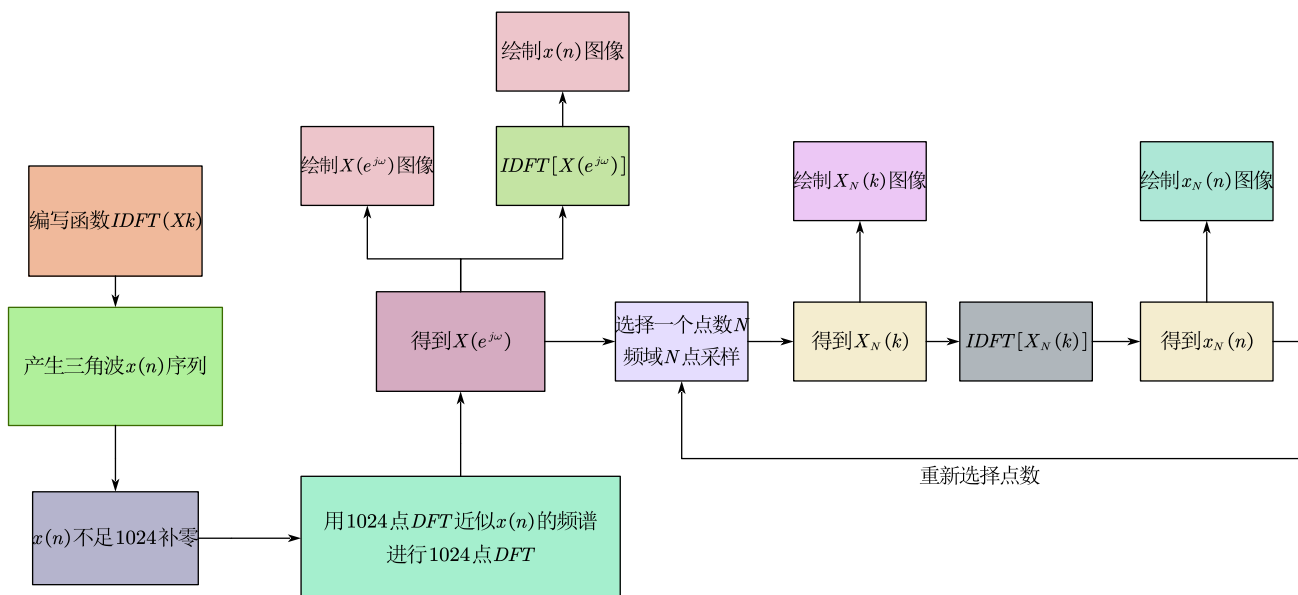 绘制x(n)图像
绘制X(e^{jω})图像
IDFT[X(e^{jω})]
绘制X_N(k)图像
绘制x_N(n)图像
编写函数IDFT(Xk)
产生三角波x(n)序列
得到X(e^{jω})
选择一个点数N
频域N点采样
得到X_N(k)
IDFT[X_N(k)]
得到x_N(n)
重新选择点数
x(n)不足1024补零
用1024点DFT近似x(n)的频谱
进行1024点DFT